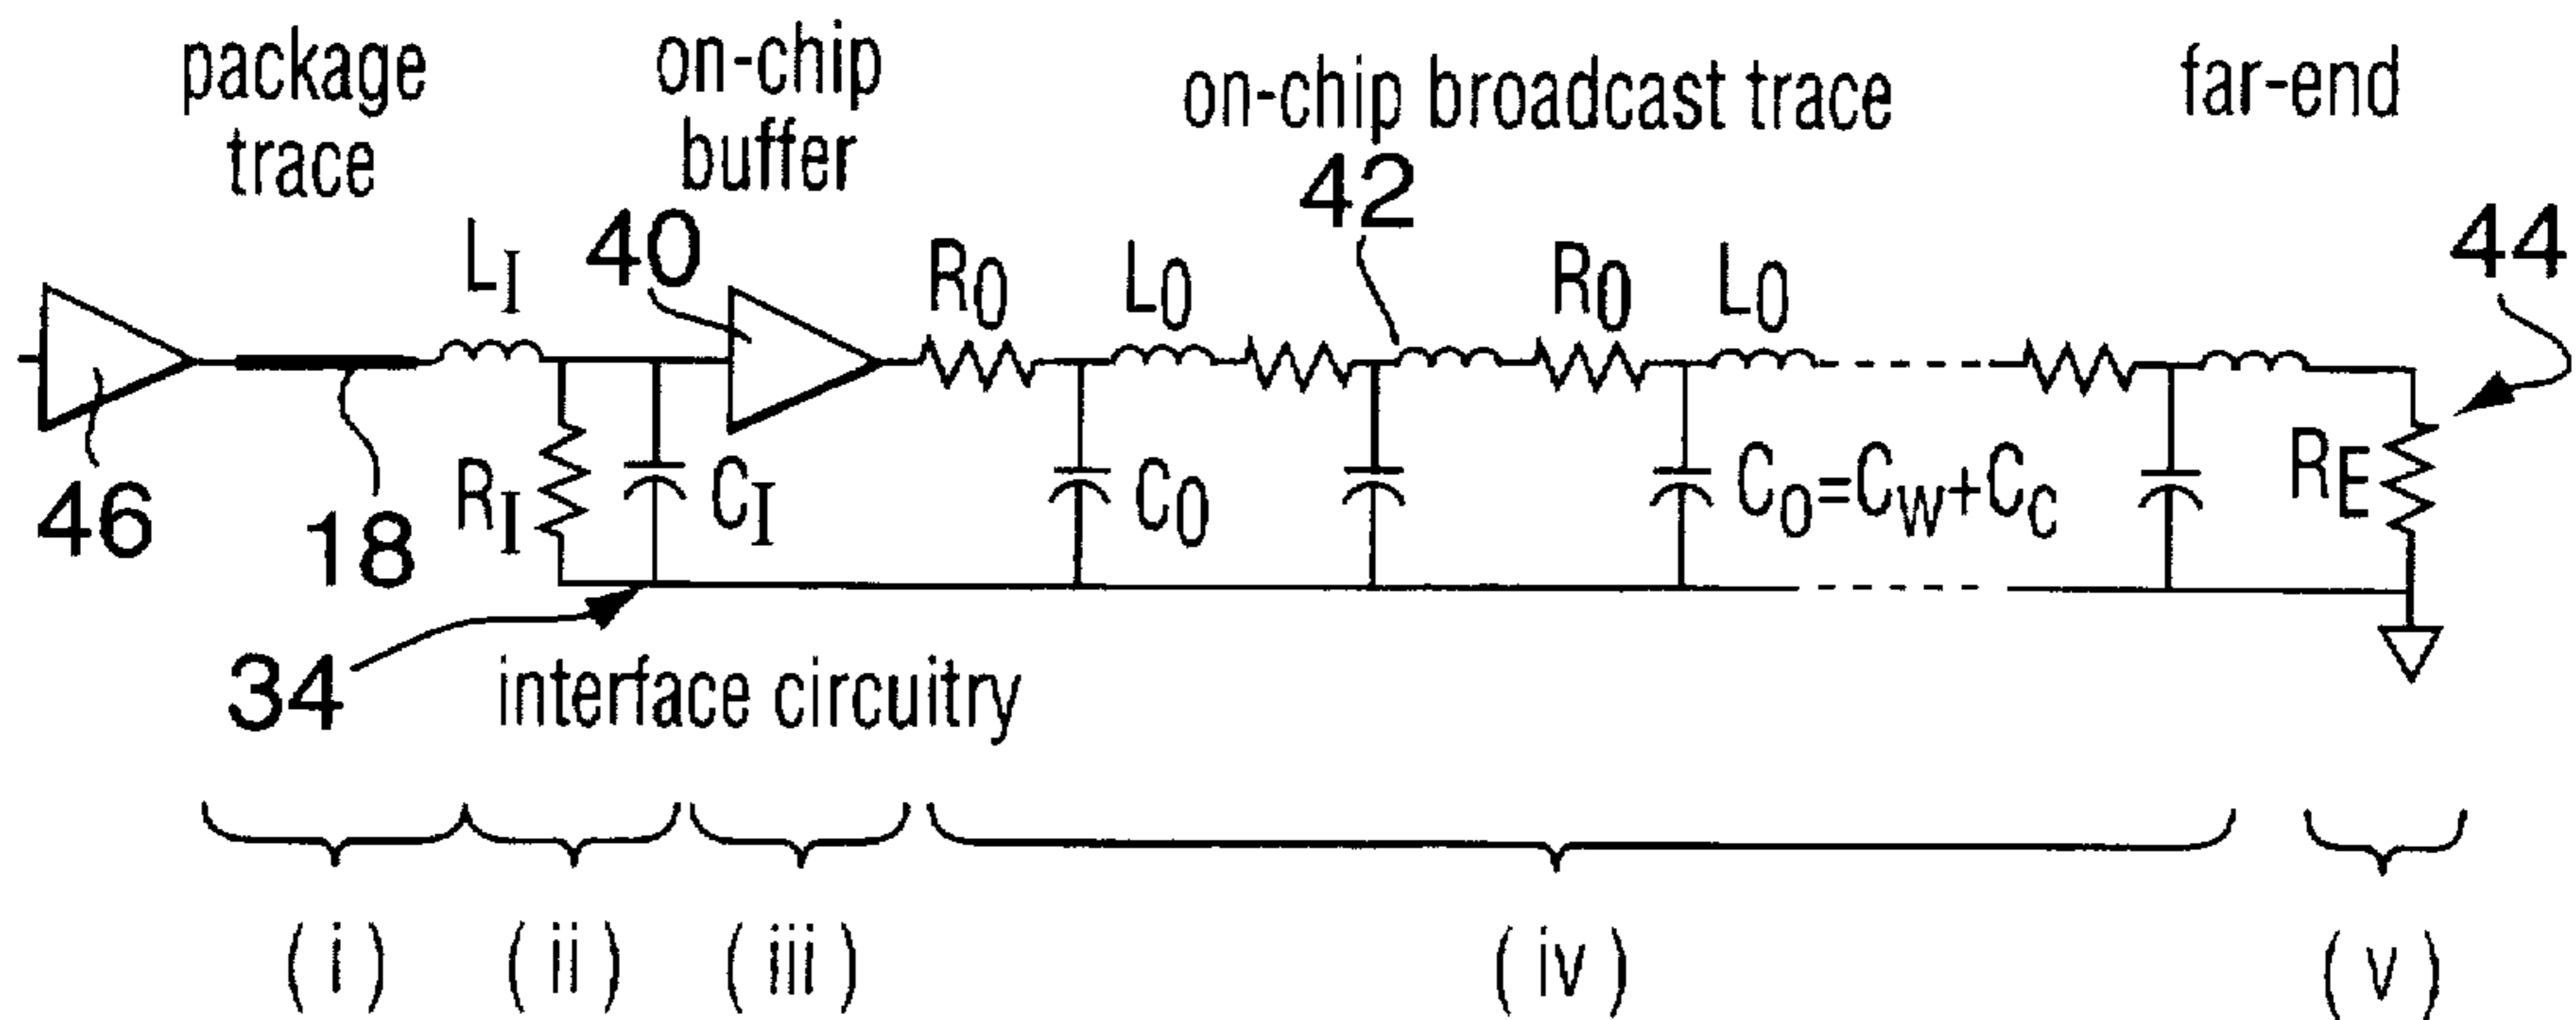 package
trace
on-chip
buffer
on-chip broadcast trace
far-end
42
44
40
L_I
R_0
L_0
R_0
L_0
46
18
R_I
C_I
C_0
C_0=C_W+C_C
R_E
34
interface circuitry
( i )
( ii )
( iii )
( iv )
( v )